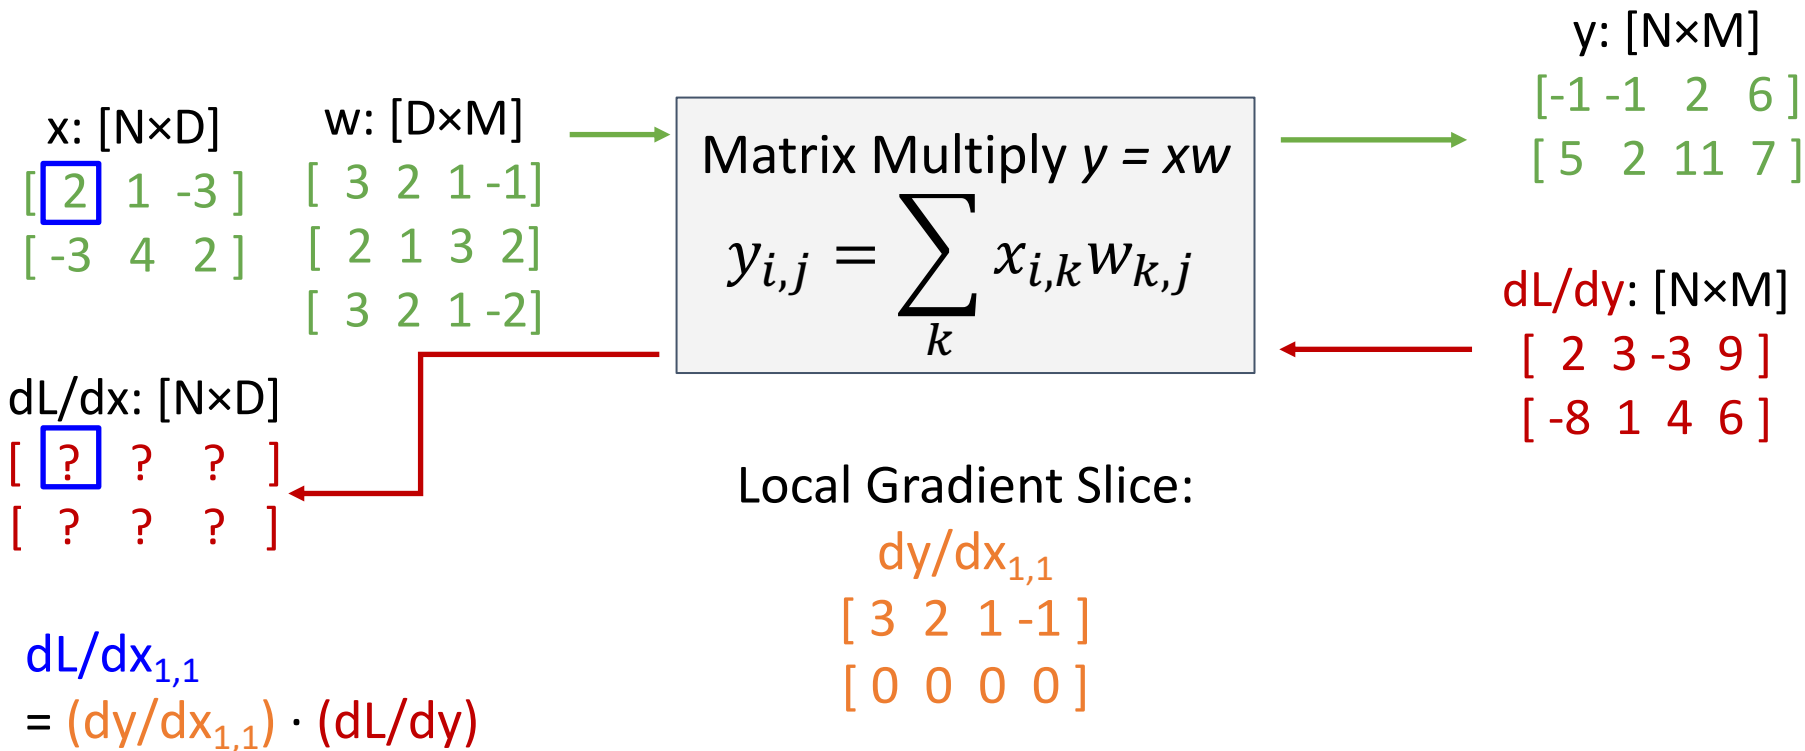 x: [N×D]
[ 2 1 -3 ]
[ -3 4 2 ]
w: [D×M]
[ 3 2 1 -1]
[ 2 1 3 2]
[ 3 2 1 -2]
Matrix Multiply y = xw
y_{i,j} = ∑_k x_{i,k}w_{k,j}
y: [N×M]
[-1 -1 2 6 ]
[ 5 2 11 7 ]
dL/dy: [N×M]
[ 2 3 -3 9 ]
[ -8 1 4 6 ]
dL/dx: [N×D]
[ ? ? ? ]
[ ? ? ? ]
Local Gradient Slice:
dy/dx_{1,1}
[ 3 2 1 -1 ]
[ 0 0 0 0 ]
dL/dx_{1,1}
= (dy/dx_{1,1}) · (dL/dy)